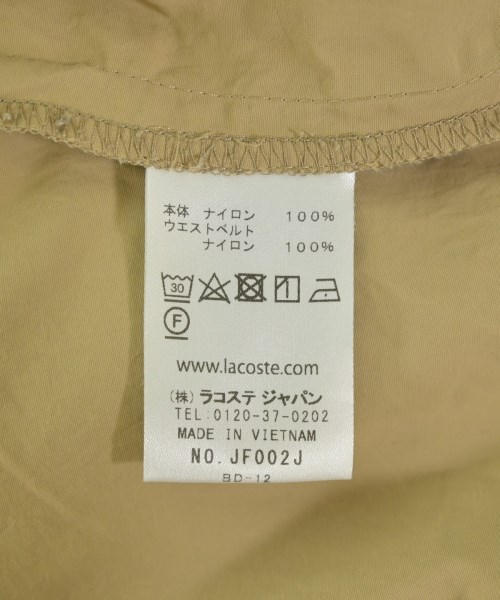 本体 ナイロン 100%
ウエストベルト
ナイロン 100%
30
F
www.lacoste.com
(株) ラコステ ジャパン
TEL:0120-37-0202
MADE IN VIETNAM
NO. JF002J
BD-12